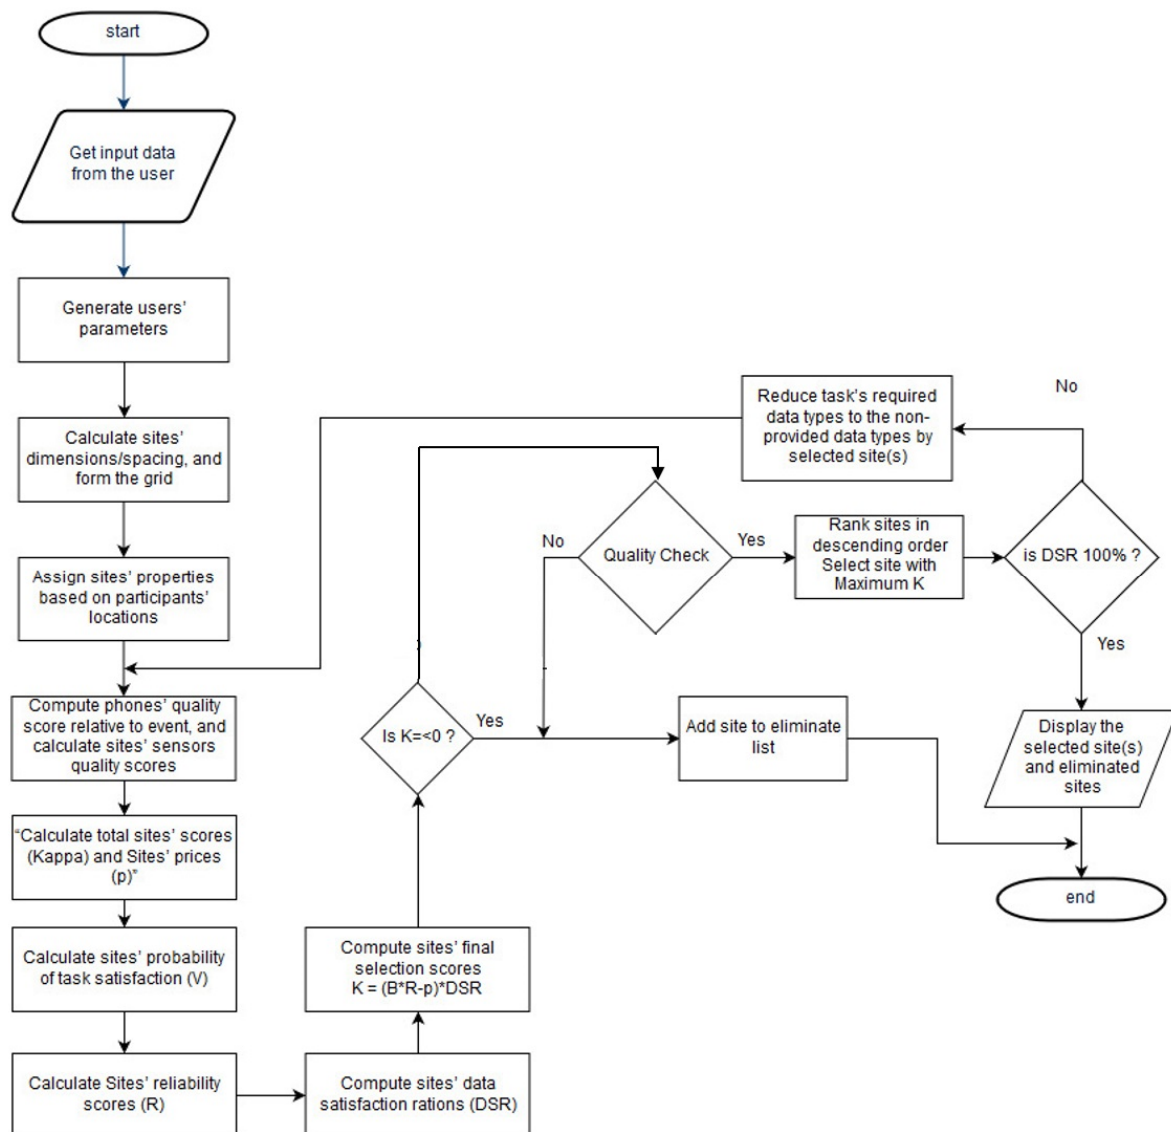 start
Get input data
from the user
Generate users'
parameters
Calculate sites'
dimensions/spacing, and
form the grid
Assign sites' properties
based on participants'
locations
Compute phones' quality
score relative to event, and
calculate sites' sensors
quality scores
“Calculate total sites' scores
(Kappa) and Sites' prices
(p)”
Calculate sites' probability
of task satisfaction (V)
Calculate Sites' reliability
scores (R)
Compute sites' data
satisfaction rations (DSR)
Compute sites' final
selection scores
K = (B*R-p)*DSR
Is K=<0 ?
Yes
No
Quality Check
Yes
Rank sites in
descending order
Select site with
Maximum K
is DSR 100% ?
No
Reduce task's required
data types to the non-
provided data types by
selected site(s)
Yes
Add site to eliminate
list
Display the
selected site(s)
and eliminated
sites
end